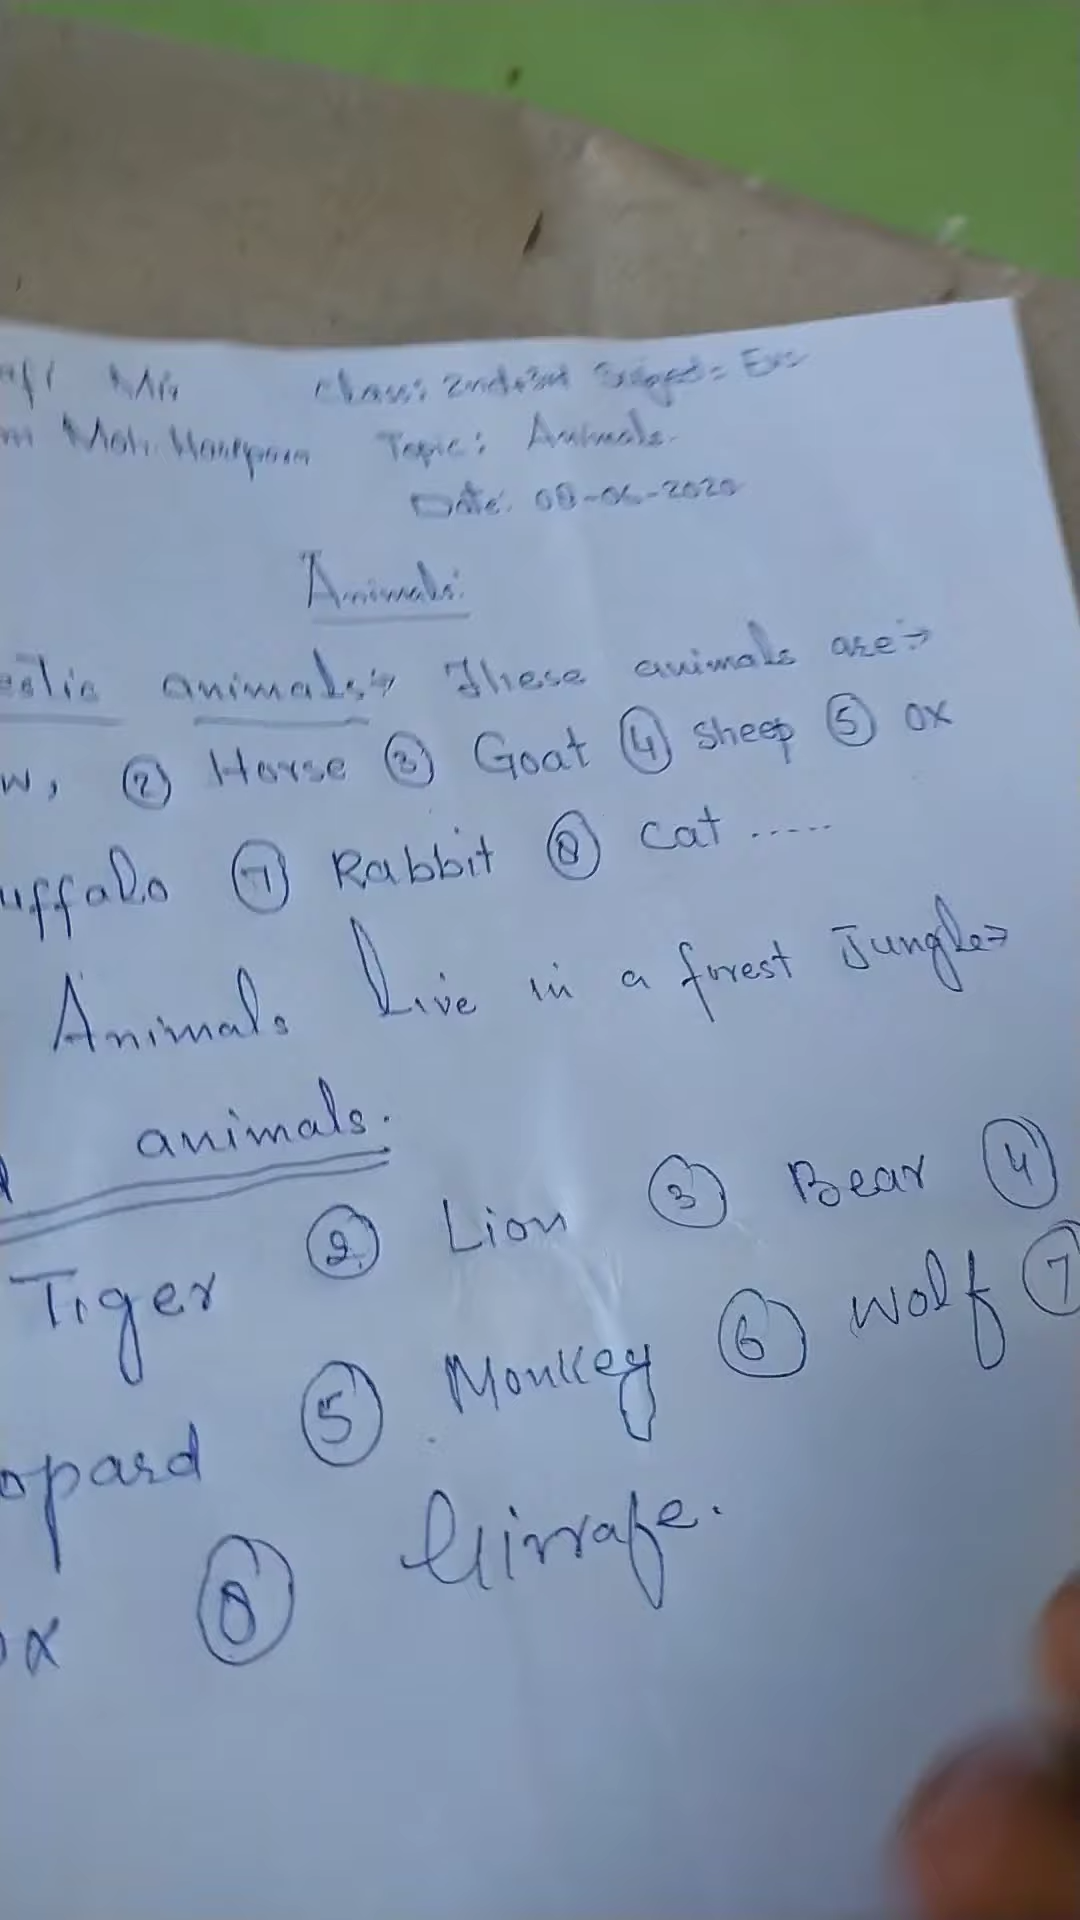 Class: 2nd+3rd Subject= Evs
Topic: Animals.
Date: 08-06-2020
Animals:
animals→ These animals are:→
② Horse ③ Goat ④ Sheep ⑤ ox
uffalo ⑦ Rabbit ⑧ cat .....
Animals Live in a forest Jungle→
animals.
Tiger ② Lion ③ Bear ④
opard ⑤ Monkey ⑥ wolf ⑦
ox ⑧ Girrafe.